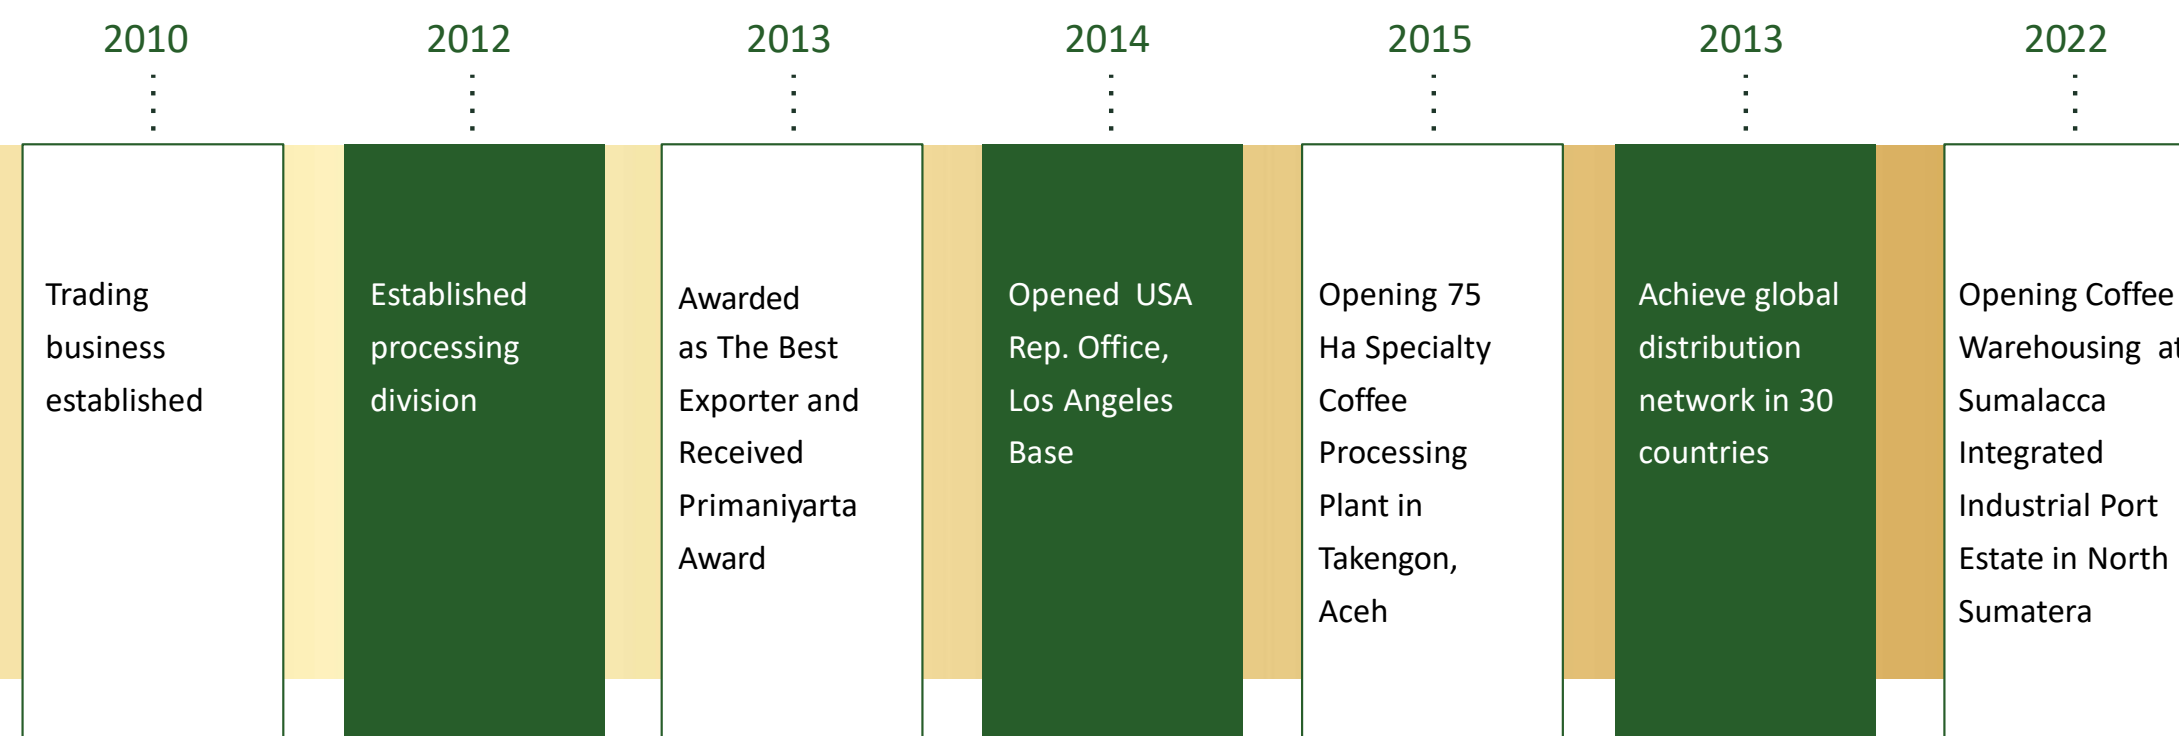 2010
Trading
business
established
2012
Established
processing
division
2013
Awarded
as The Best
Exporter and
Received
Primaniyarta
Award
2014
Opened USA
Rep. Office,
Los Angeles
Base
2015
Opening 75
Ha Specialty
Coffee
Processing
Plant in
Takengon,
Aceh
2013
Achieve global
distribution
network in 30
countries
2022
Opening Coffee
Warehousing at
Sumalacca
Integrated
Industrial Port
Estate in North
Sumatera